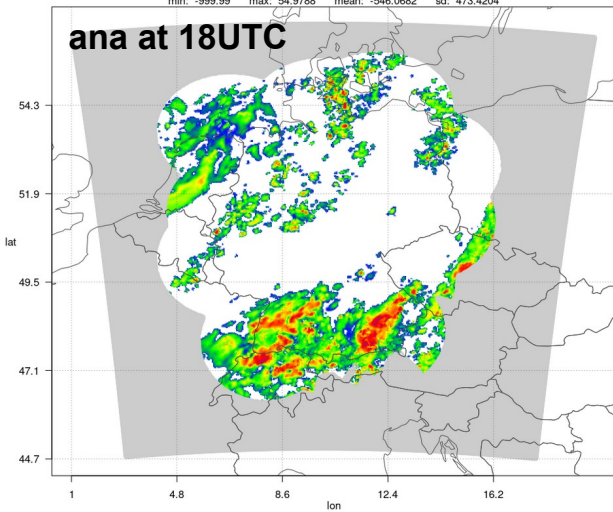 min: -999.99 max: 54.9788 mean: -546.0682 sd: 473.4204
ana at 18UTC
54.3
51.9
lat
49.5
47.1
44.7
1 4.8 8.6 12.4 16.2
lon